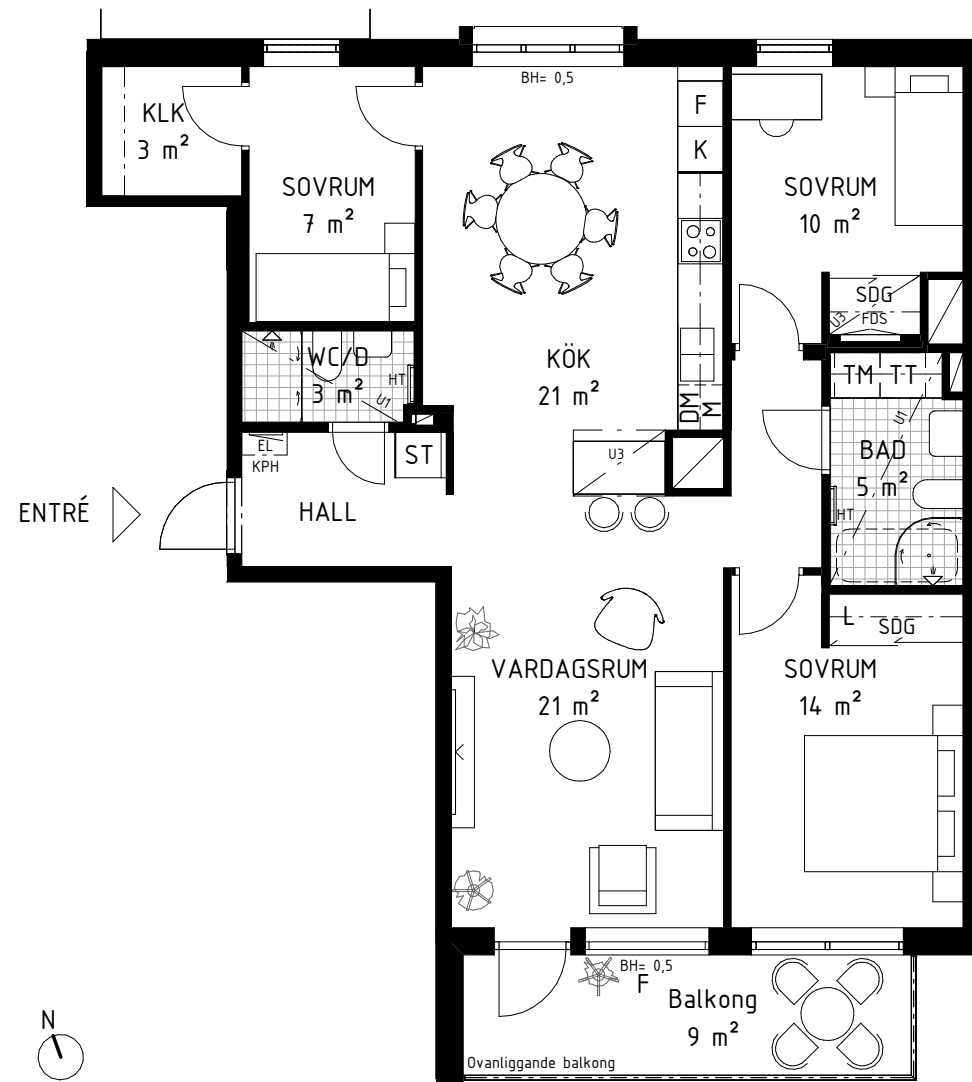 BH= 0,5
KLK
3 m²
SOVRUM
7 m²
F
K
SOVRUM
10 m²
SDG
U3
FDS
WC/D
3 m²
HT
U1
KÖK
21 m²
DM
M
TM TT
U1
BAD
5 m²
HT
EL
KPH
ST
U3
ENTRÉ
HALL
L
SDG
VARDAGSRUM
21 m²
SOVRUM
14 m²
BH= 0,5
F
Balkong
9 m²
N
Ovanliggande balkong